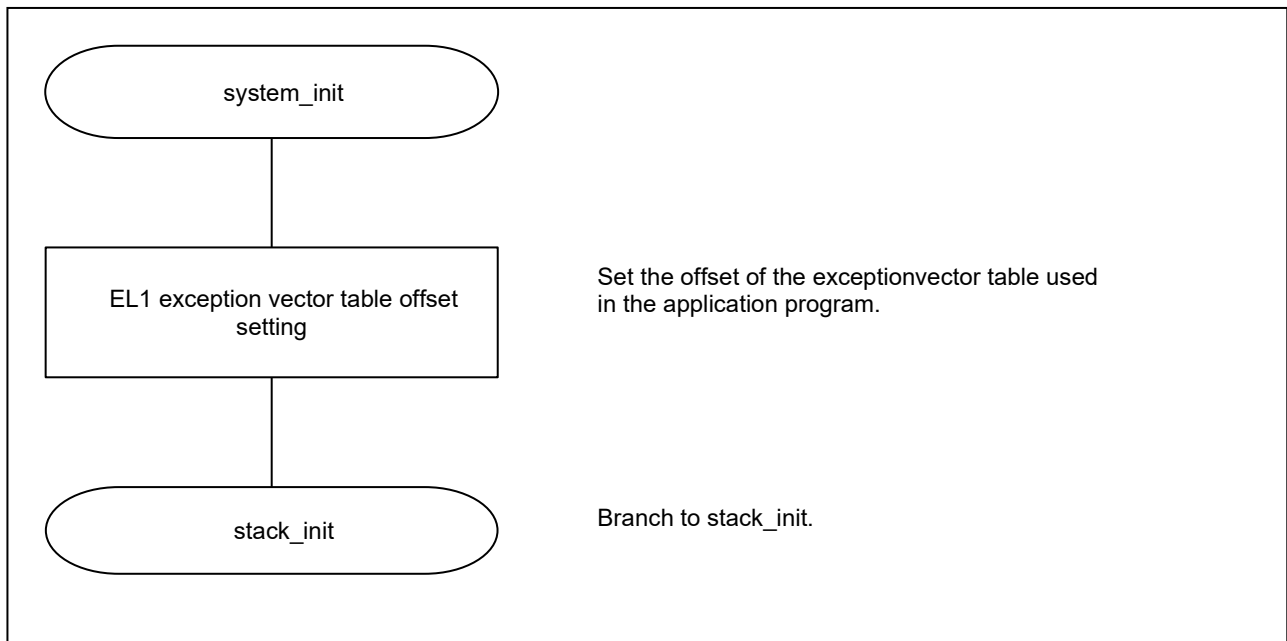 system_init
EL1 exception vector table offset
setting
Set the offset of the exceptionvector table used
in the application program.
stack_init
Branch to stack_init.